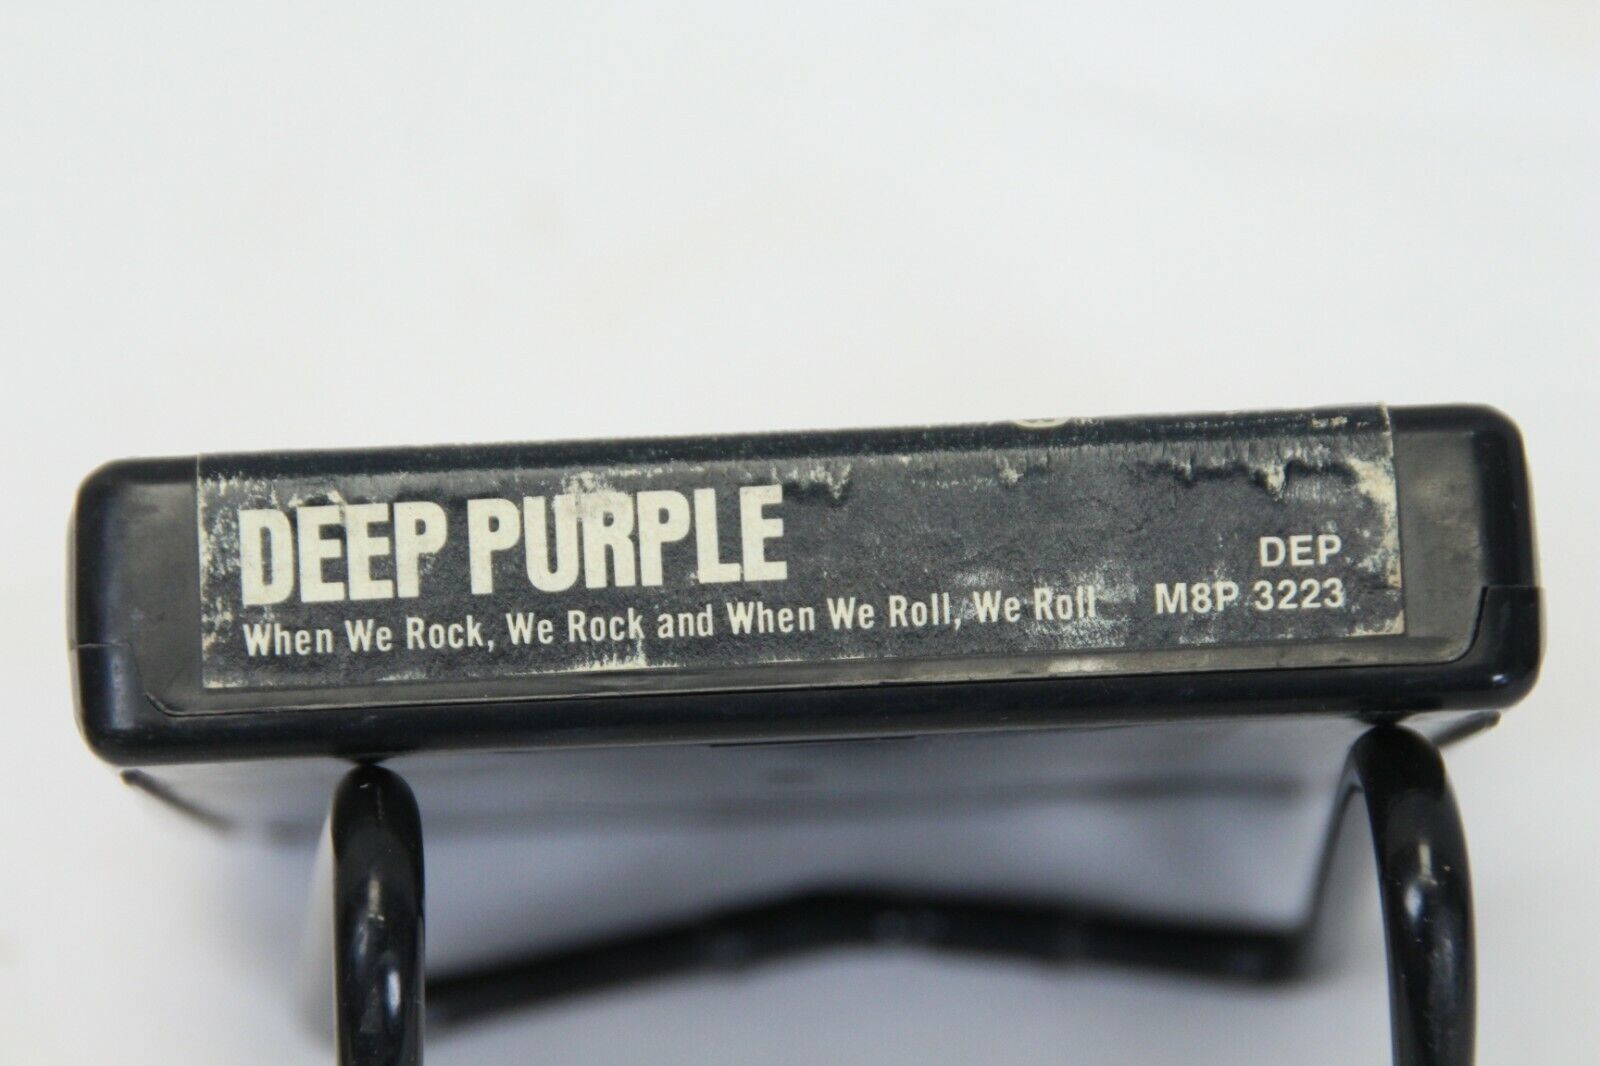 DEEP PURPLE
When We Rock, We Rock and When We Roll, We Roll
DEP
M8P 3223